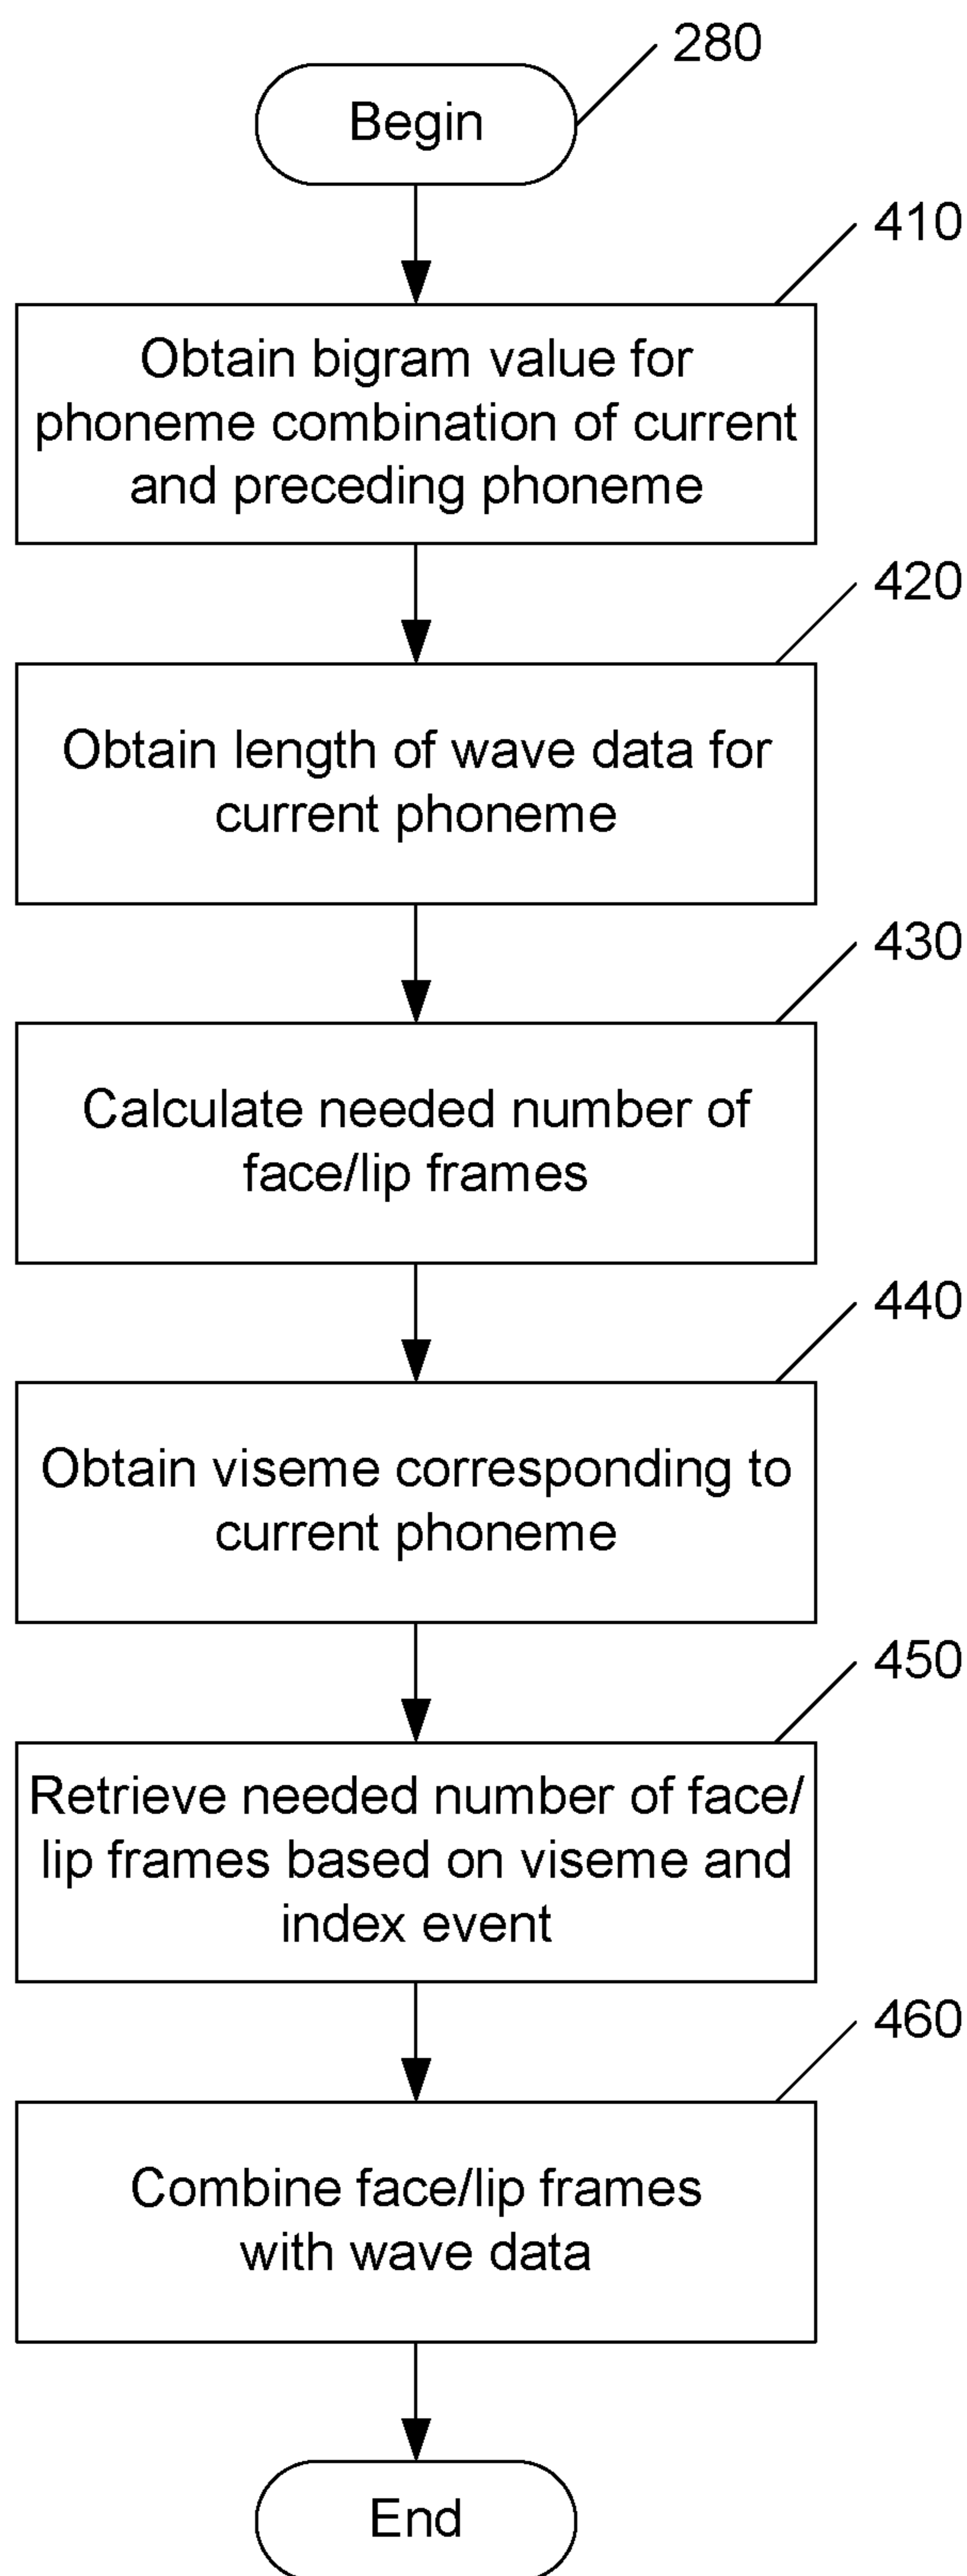 280
Begin
410
Obtain bigram value for
phoneme combination of current
and preceding phoneme
420
Obtain length of wave data for
current phoneme
430
Calculate needed number of
face/lip frames
440
Obtain viseme corresponding to
current phoneme
450
Retrieve needed number of face/
lip frames based on viseme and
index event
460
Combine face/lip frames
with wave data
End